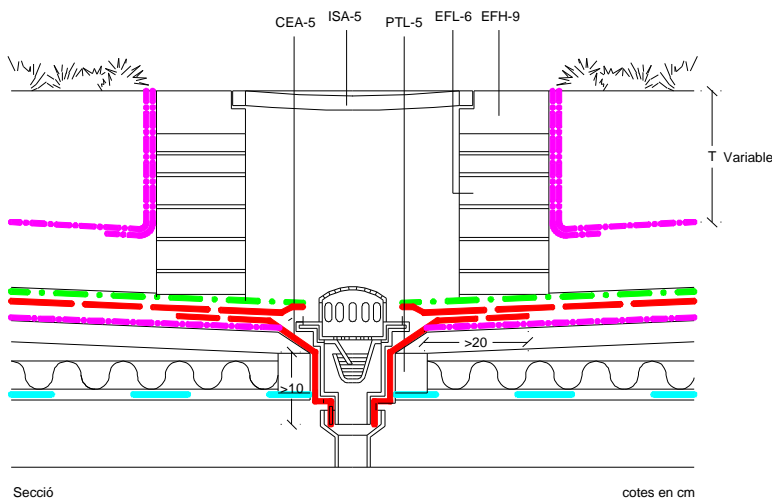 CEA-5 ISA-5 PTL-5 EFL-6 EFH-9
T Variable
>20
>10
Secció
cotes en cm